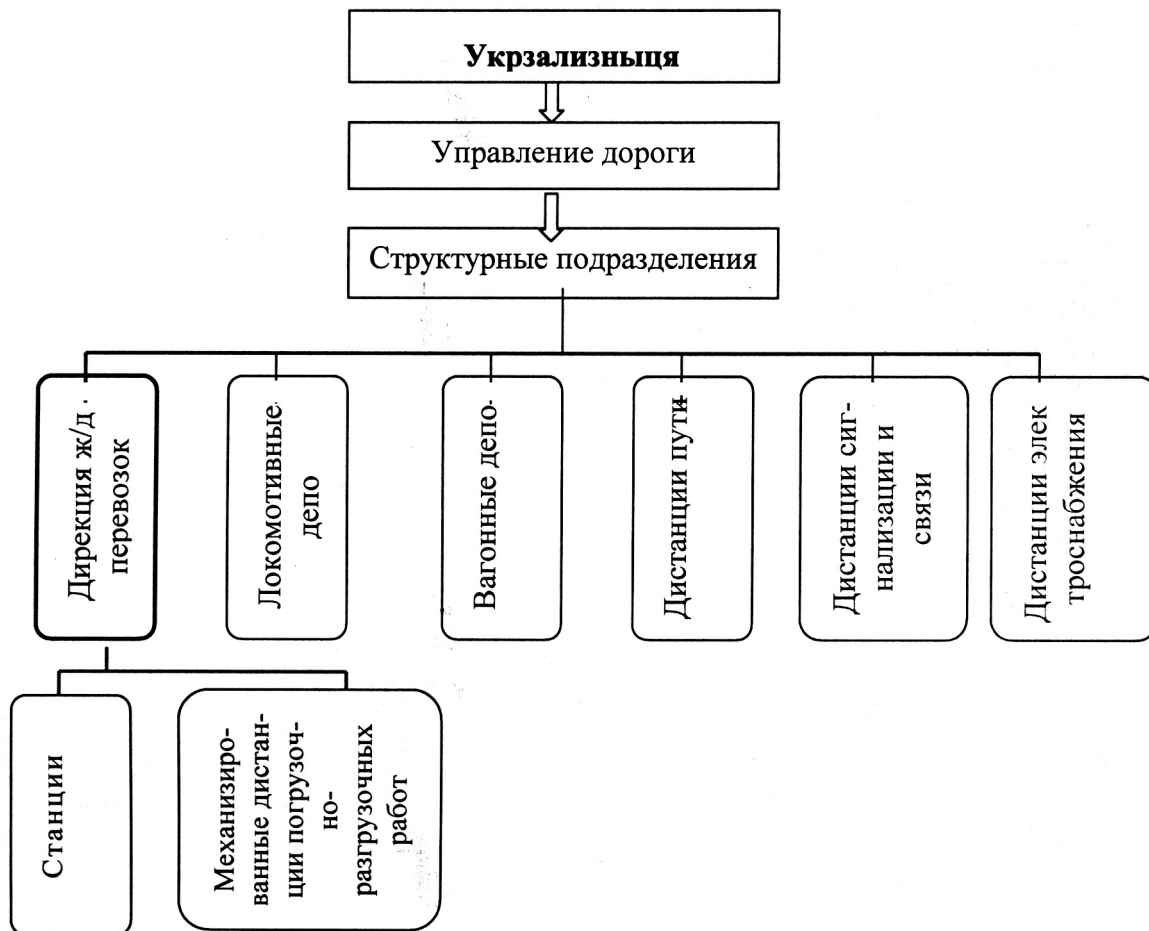 Укрзализныця
Управление дороги
Структурные подразделения
Дирекция ж/д
перевозок
Локомотивные
депо
Вагонные депо
Дистанции пути
Дистанции сиг-
нализации и
связи
Дистанции элек
троснабжения
Станции
Механизиро-
ванные дистан-
ции погрузоч-
но-
разгрузочных
работ